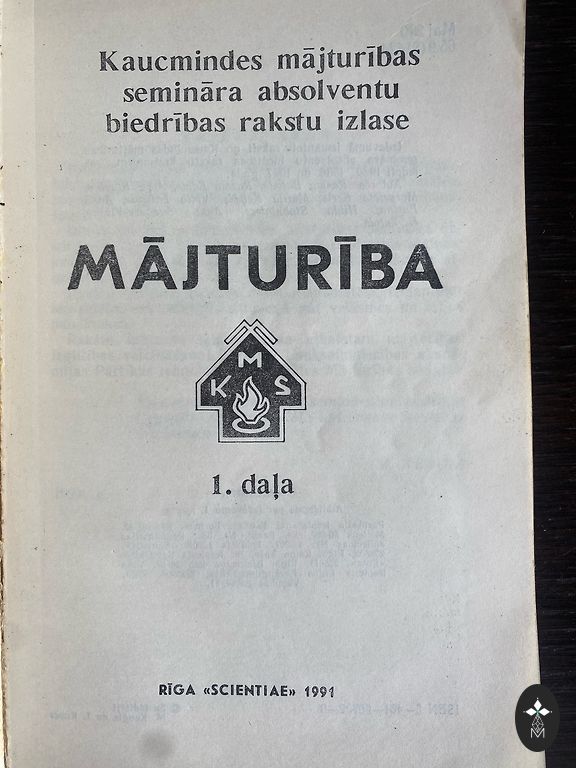 Kaucmindes mājturības
semināra absolventu
biedrības rakstu izlase
MĀJTURĪBA
M
K S
1. daļa
RĪGA «SCIENTIAE» 1991
M